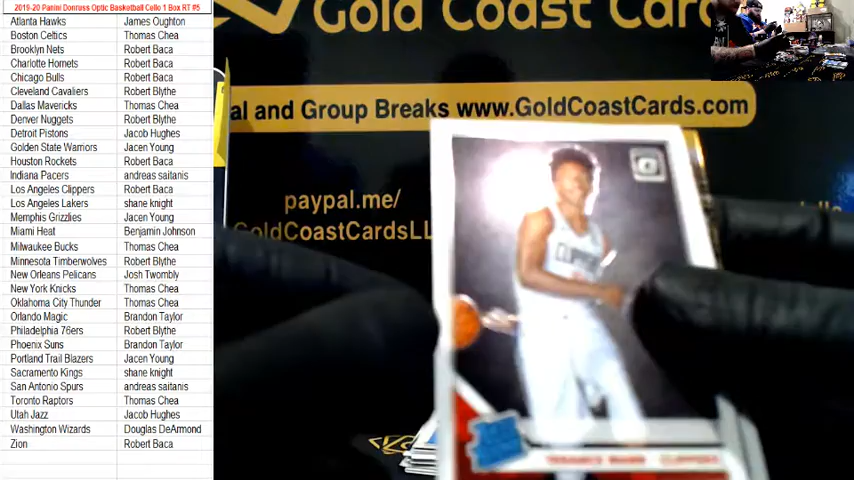 2019-20 Panini Donruss Optic Basketball Cello 1 Box RT #5
Atlanta Hawks James Oughton
Boston Celtics Thomas Chea
Brooklyn Nets Robert Baca
Charlotte Hornets Robert Baca
Chicago Bulls Robert Baca
Cleveland Cavaliers Robert Blythe
Dallas Mavericks Thomas Chea
Denver Nuggets Robert Blythe
Detroit Pistons Jacob Hughes
Golden State Warriors Jacen Young
Houston Rockets Robert Baca
Indiana Pacers andreas saitanis
Los Angeles Clippers Robert Baca
Los Angeles Lakers shane knight
Memphis Grizzlies Jacen Young
Miami Heat Benjamin Johnson
Milwaukee Bucks Thomas Chea
Minnesota Timberwolves Robert Blythe
New Orleans Pelicans Josh Twombly
New York Knicks Thomas Chea
Oklahoma City Thunder Thomas Chea
Orlando Magic Brandon Taylor
Philadelphia 76ers Robert Blythe
Phoenix Suns Brandon Taylor
Portland Trail Blazers Jacen Young
Sacramento Kings shane knight
San Antonio Spurs andreas saitanis
Toronto Raptors Thomas Chea
Utah Jazz Jacob Hughes
Washington Wizards Douglas DeArmond
Zion Robert Baca
Gold Coast Card
al and Group Breaks www.GoldCoastCards.com
paypal.me/
GoldCoastCardsLL
CLIPPERS
TERANCE MANN CLIPPERS